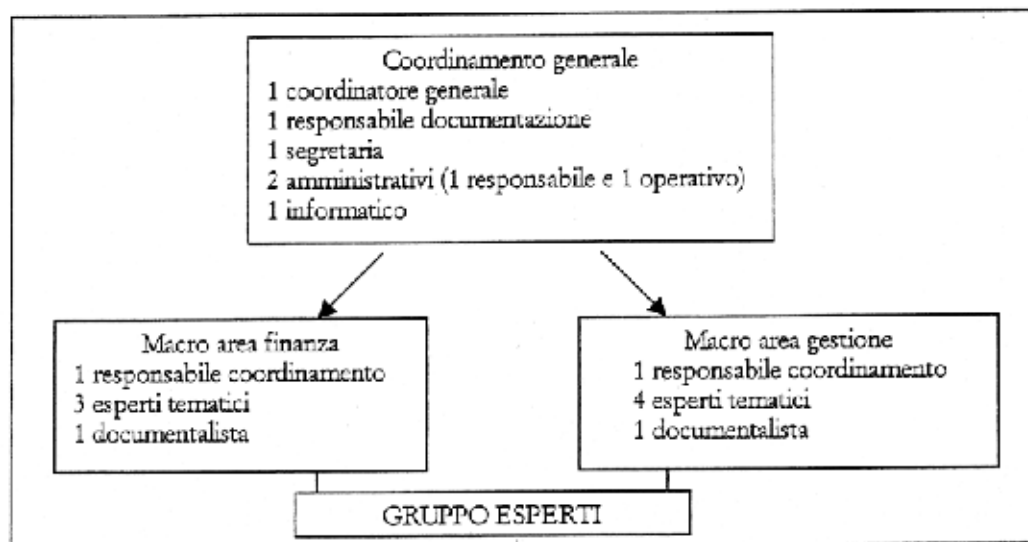 Coordinamento generale
1 coordinatore generale
1 responsabile documentazione
1 segretaria
2 amministrativi (1 responsabile e 1 operativo)
1 informatico
Macro area finanza
1 responsabile coordinamento
3 esperti tematici
1 documentalista
Macro area gestione
1 responsabile coordinamento
4 esperti tematici
1 documentalista
GRUPPO ESPERTI